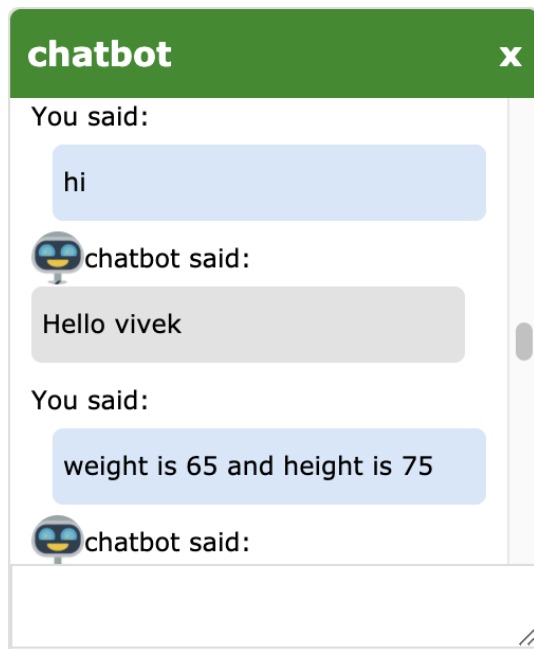 chatbot
x
You said:
hi
chatbot said:
Hello vivek
You said:
weight is 65 and height is 75
chatbot said: